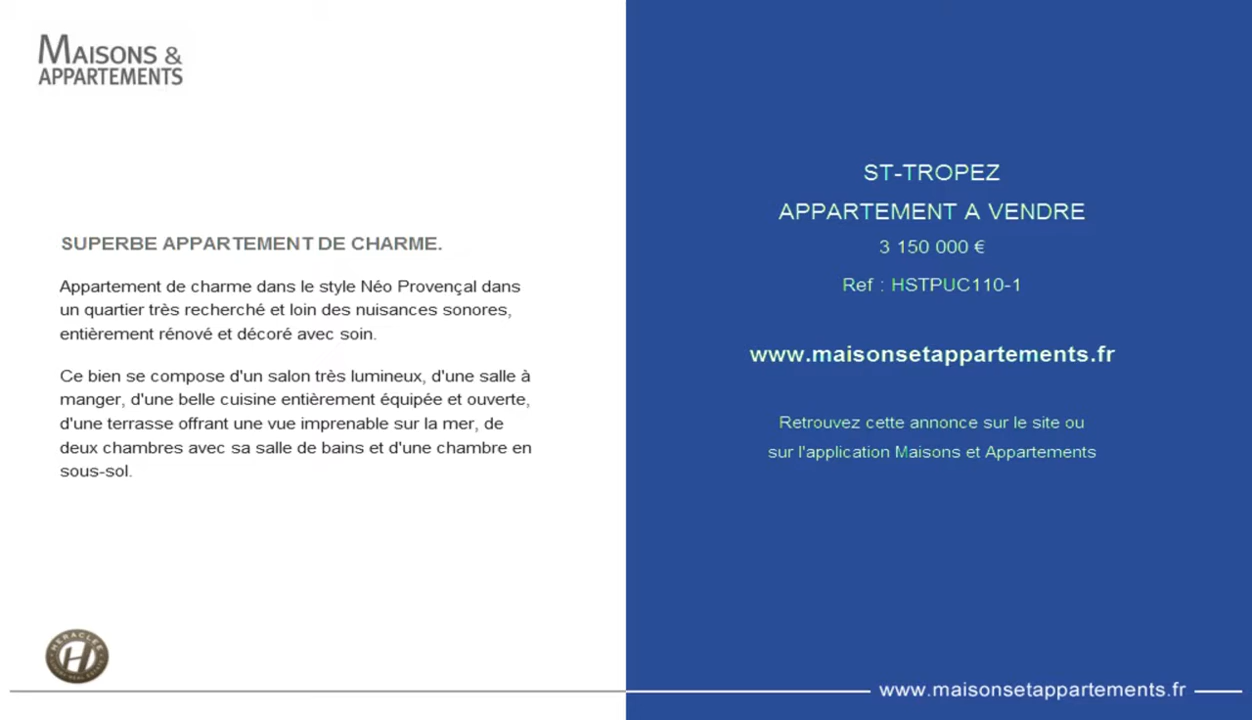 MAISONS &
APPARTEMENTS
SUPERBE APPARTEMENT DE CHARME.
Appartement de charme dans le style Néo Provençal dans
un quartier très recherché et loin des nuisances sonores,
entièrement rénové et décoré avec soin.
Ce bien se compose d'un salon très lumineux, d'une salle à
manger, d'une belle cuisine entièrement équipée et ouverte,
d'une terrasse offrant une vue imprenable sur la mer, de
deux chambres avec sa salle de bains et d'une chambre en
sous-sol.
HERACLEE
H
ST-TROPEZ
APPARTEMENT A VENDRE
3 150 000 €
Ref : HSTPUC110-1
www.maisonsetappartements.fr
Retrouvez cette annonce sur le site ou
sur l'application Maisons et Appartements
www.maisonsetappartements.fr